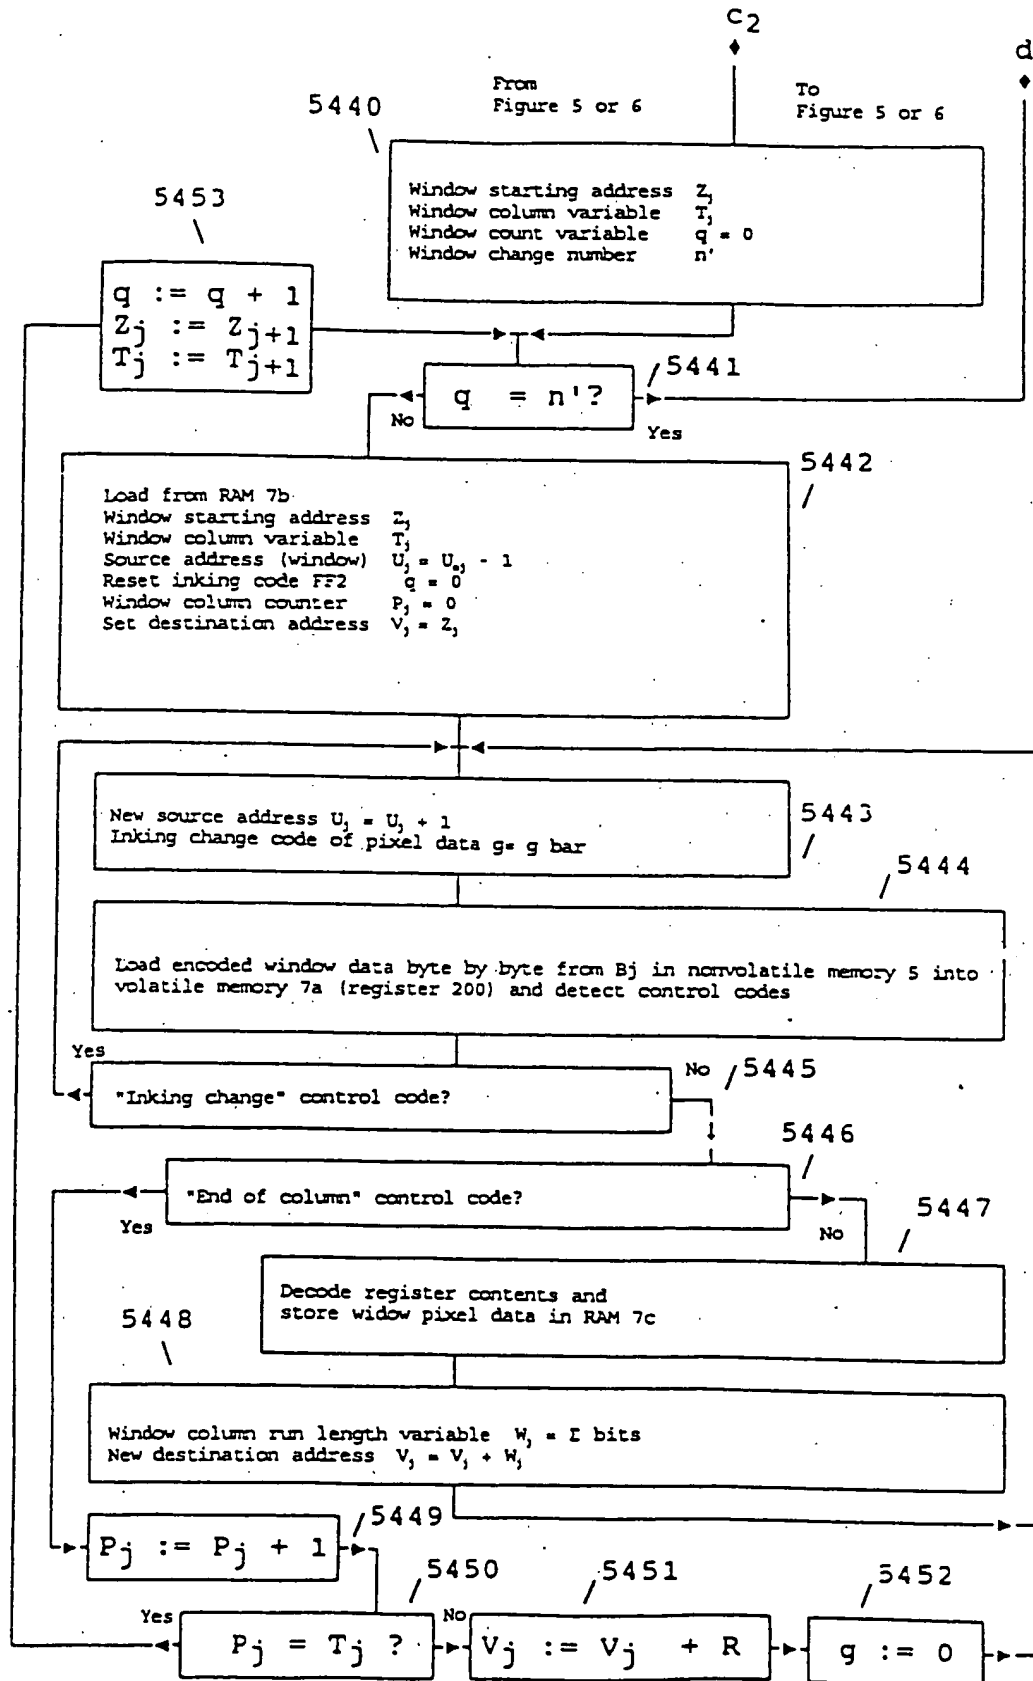 c2
d
From
Figure 5 or 6
To
Figure 5 or 6
5440
Window starting address Zj
Window column variable Tj
Window count variable q = 0
Window change number n'
5453
q := q + 1
Zj := Zj+1
Tj := Tj+1
5441
q = n'?
No
Yes
5442
Load from RAM 7b
Window starting address Zj
Window column variable Tj
Source address (window) Uj = Uoj - 1
Reset inking code FF2 q = 0
Window column counter Pj = 0
Set destination address Vj = Zj
5443
New source address Uj = Uj + 1
Inking change code of pixel data g= g bar
5444
Load encoded window data byte by byte from Bj in nonvolatile memory 5 into
volatile memory 7a (register 200) and detect control codes
Yes
No
5445
"Inking change" control code?
5446
"End of column" control code?
Yes
No
5447
Decode register contents and
store widow pixel data in RAM 7c
5448
Window column run length variable Wj = Σ bits
New destination address Vj = Vj + Wj
5449
Pj := Pj + 1
5450
5451
5452
Yes
Pj = Tj ?
No
Vj := Vj + R
g := 0